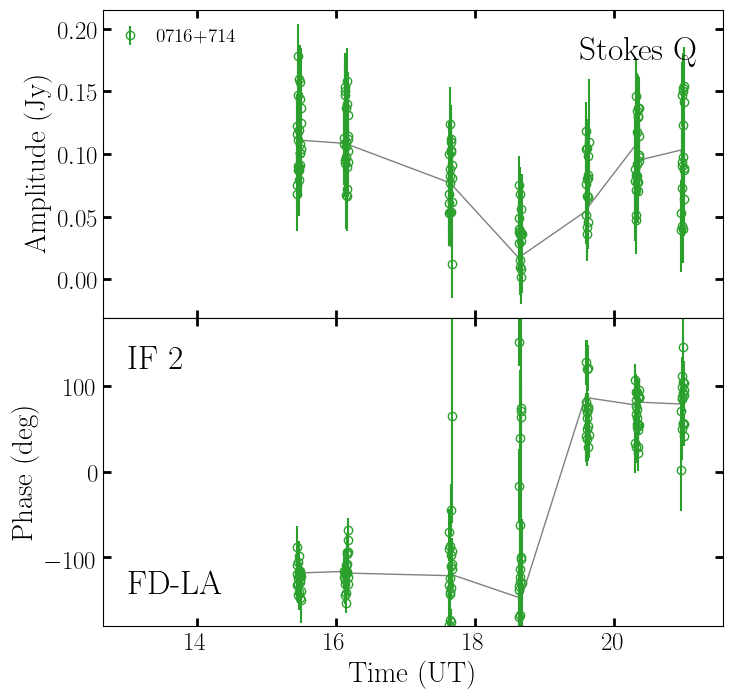 0716+714
Stokes Q
0.20
0.15
0.10
0.05
0.00
Amplitude (Jy)
IF 2
100
0
−100
Phase (deg)
FD-LA
14 16 18 20
Time (UT)